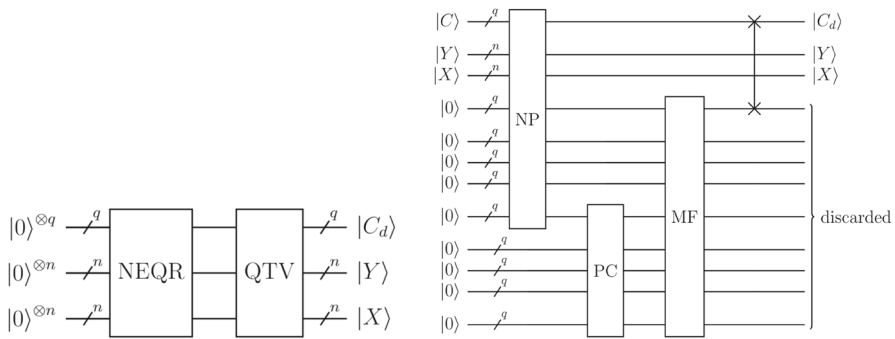 |0⟩^⊗q q NEQR QTV q |C_d⟩
|0⟩^⊗n n n |Y⟩
|0⟩^⊗n n n |X⟩
|C⟩ q |C_d⟩
|Y⟩ n |Y⟩
|X⟩ n |X⟩
|0⟩ q
NP
|0⟩ q
|0⟩ q
|0⟩ q
|0⟩ q MF discarded
|0⟩ q
|0⟩ q PC
|0⟩ q
|0⟩ q